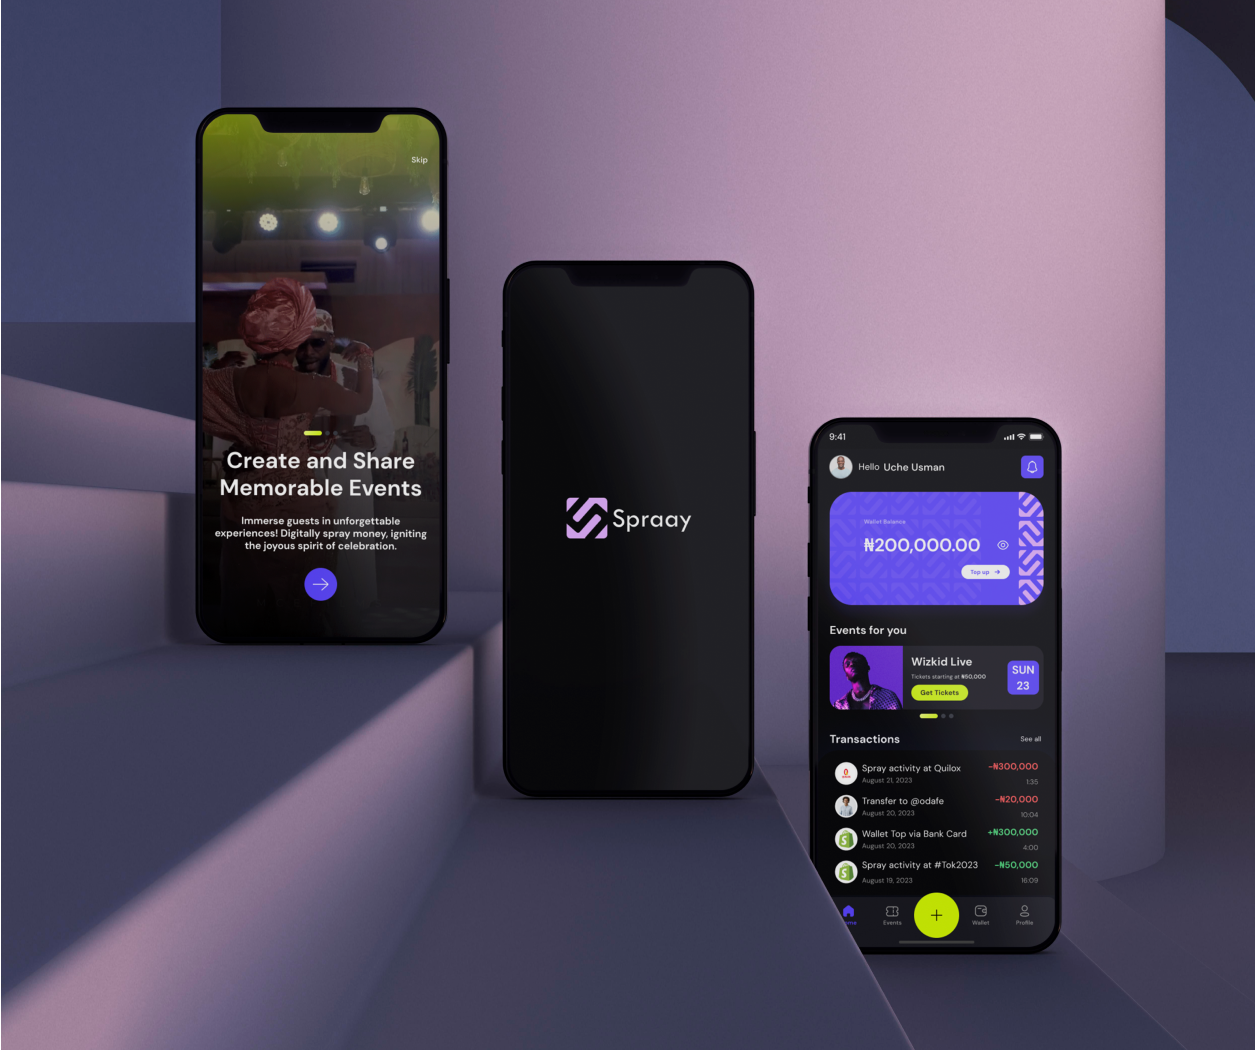 Skip
Create and Share
Memorable Events
Immerse guests in unforgettable
experiences! Digitally spray money, igniting
the joyous spirit of celebration.
Spraay
9:41
Hello Uche Usman
Wallet Balance
₦200,000.00
Top up
Events for you
Wizkid Live
Tickets starting at ₦50,000
Get Tickets
SUN
23
Transactions
See all
Spray activity at Quilox
-₦300,000
August 21, 2023
1:35
Transfer to @odafe
-₦20,000
August 20, 2023
10:04
Wallet Top via Bank Card
+₦300,000
August 20, 2023
4:00
Spray activity at #Tok2023
-₦50,000
August 19, 2023
16:09
Events
Wallet
Profile